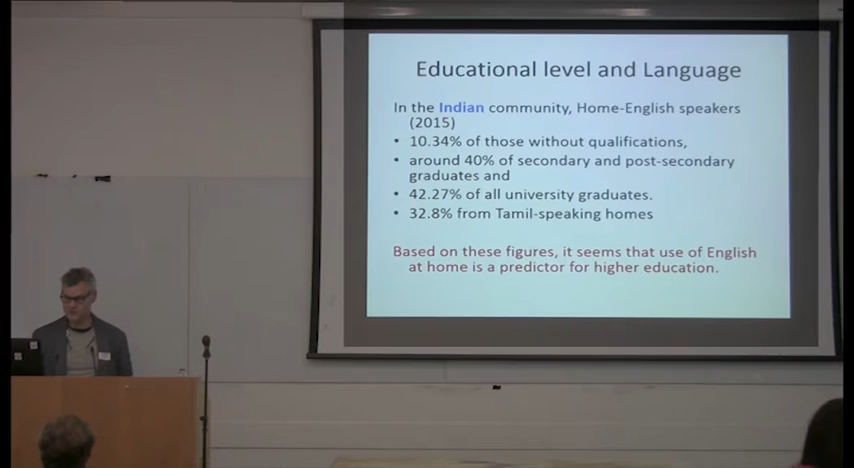 Educational level and Language
In the Indian community, Home-English speakers
(2015)
• 10.34% of those without qualifications,
• around 40% of secondary and post-secondary
graduates and
• 42.27% of all university graduates.
• 32.8% from Tamil-speaking homes
Based on these figures, it seems that use of English
at home is a predictor for higher education.